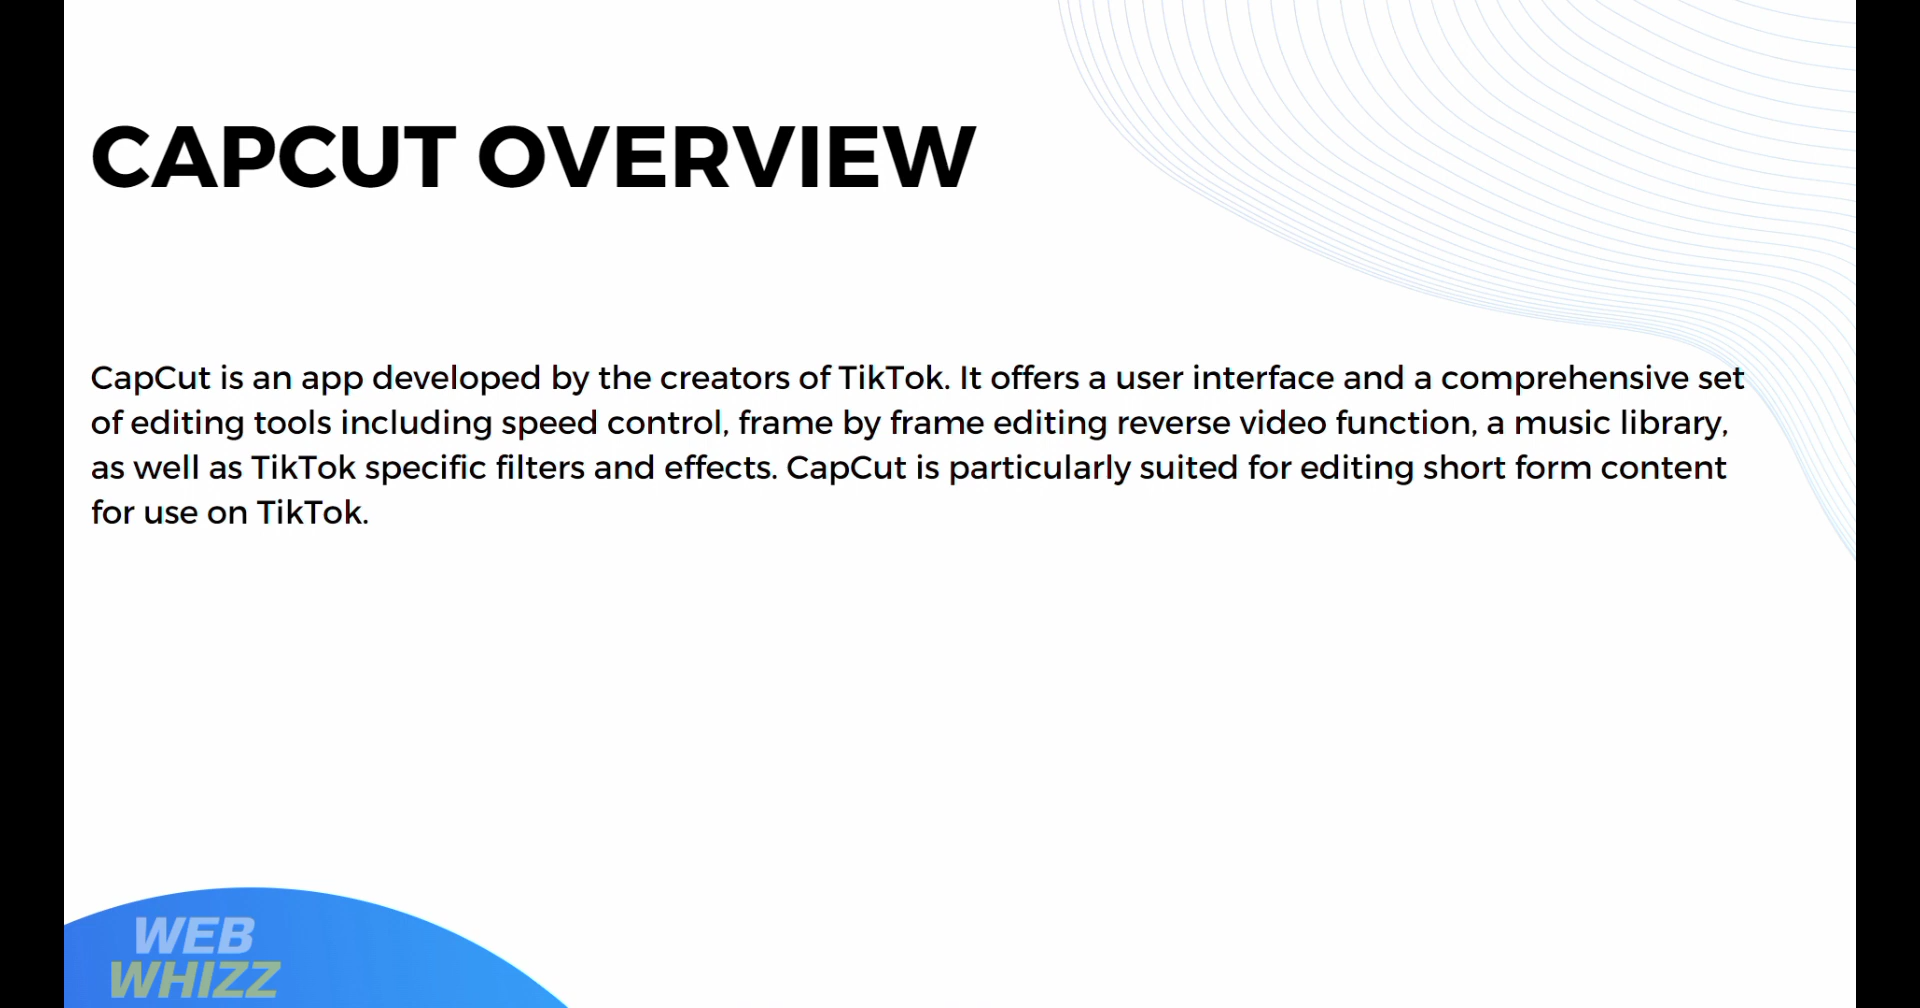 CAPCUT OVERVIEW
CapCut is an app developed by the creators of TikTok. It offers a user interface and a comprehensive set
of editing tools including speed control, frame by frame editing reverse video function, a music library,
as well as TikTok specific filters and effects. CapCut is particularly suited for editing short form content
for use on TikTok.
WEB
WHIZZ